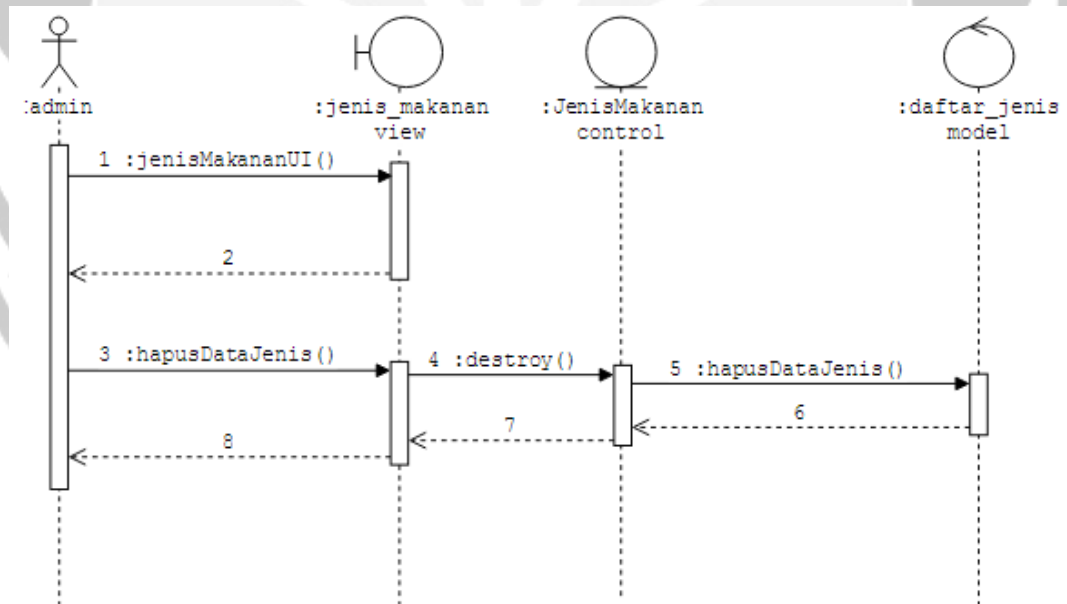 :admin
:jenis_makanan
view
:JenisMakanan
control
:daftar_jenis
model
1 :jenisMakananUI()
2
3 :hapusDataJenis()
4 :destroy()
5 :hapusDataJenis()
6
7
8